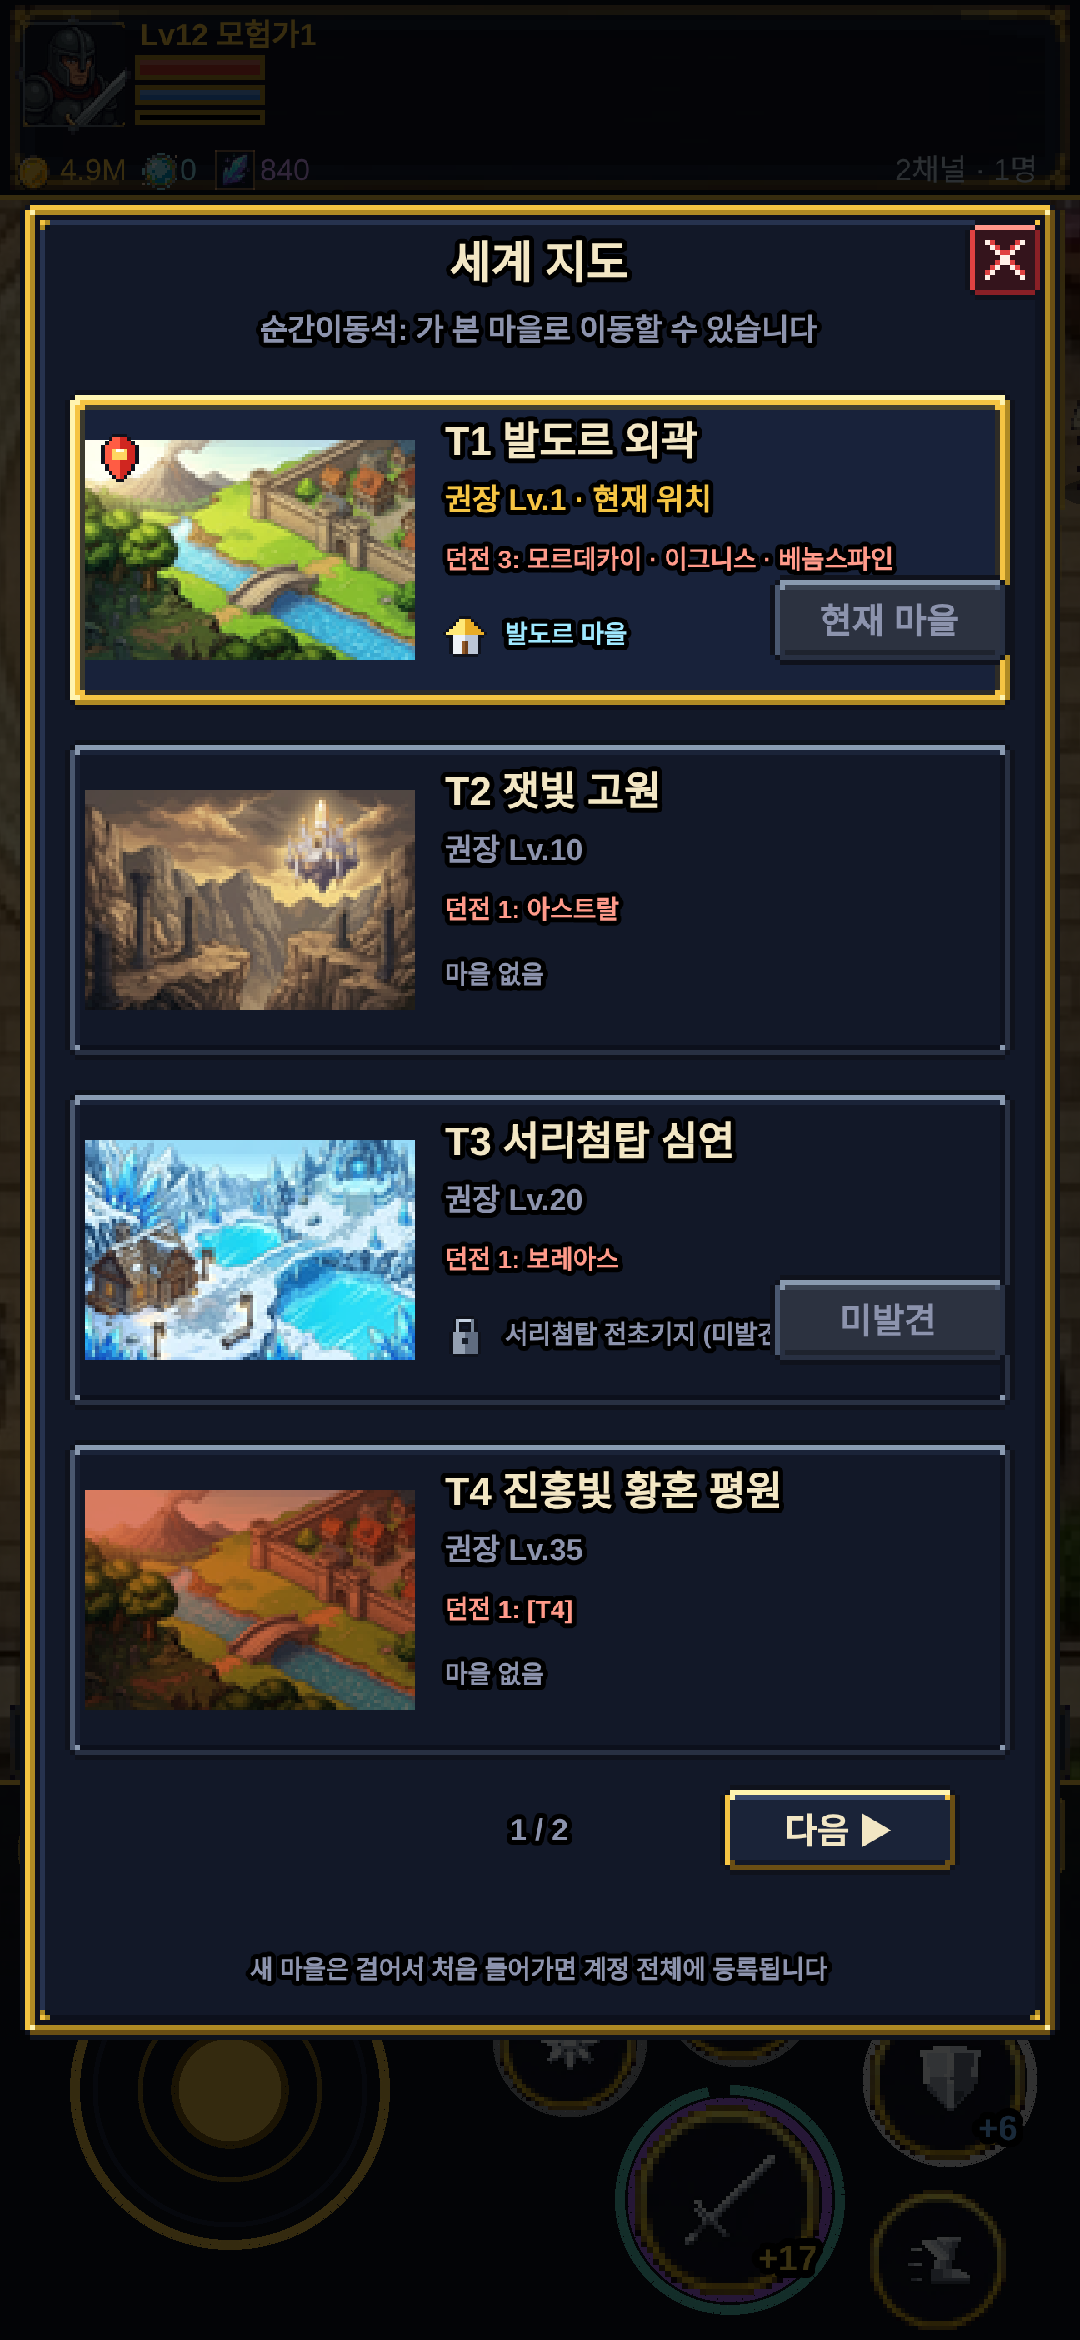 Lv12 모험가1
4.9M 0 840 2채널 · 1명
세계 지도
순간이동석: 가 본 마을로 이동할 수 있습니다
T1 발도르 외곽
권장 Lv.1 · 현재 위치
던전 3: 모르데카이 · 이그니스 · 베놈스파인
발도르 마을
현재 마을
T2 잿빛 고원
권장 Lv.10
던전 1: 아스트랄
마을 없음
T3 서리첨탑 심연
권장 Lv.20
던전 1: 보레아스
서리첨탑 전초기지 (미발견
미발견
T4 진홍빛 황혼 평원
권장 Lv.35
던전 1: [T4]
마을 없음
1 / 2
다음 ▶
새 마을은 걸어서 처음 들어가면 계정 전체에 등록됩니다
+6
+17